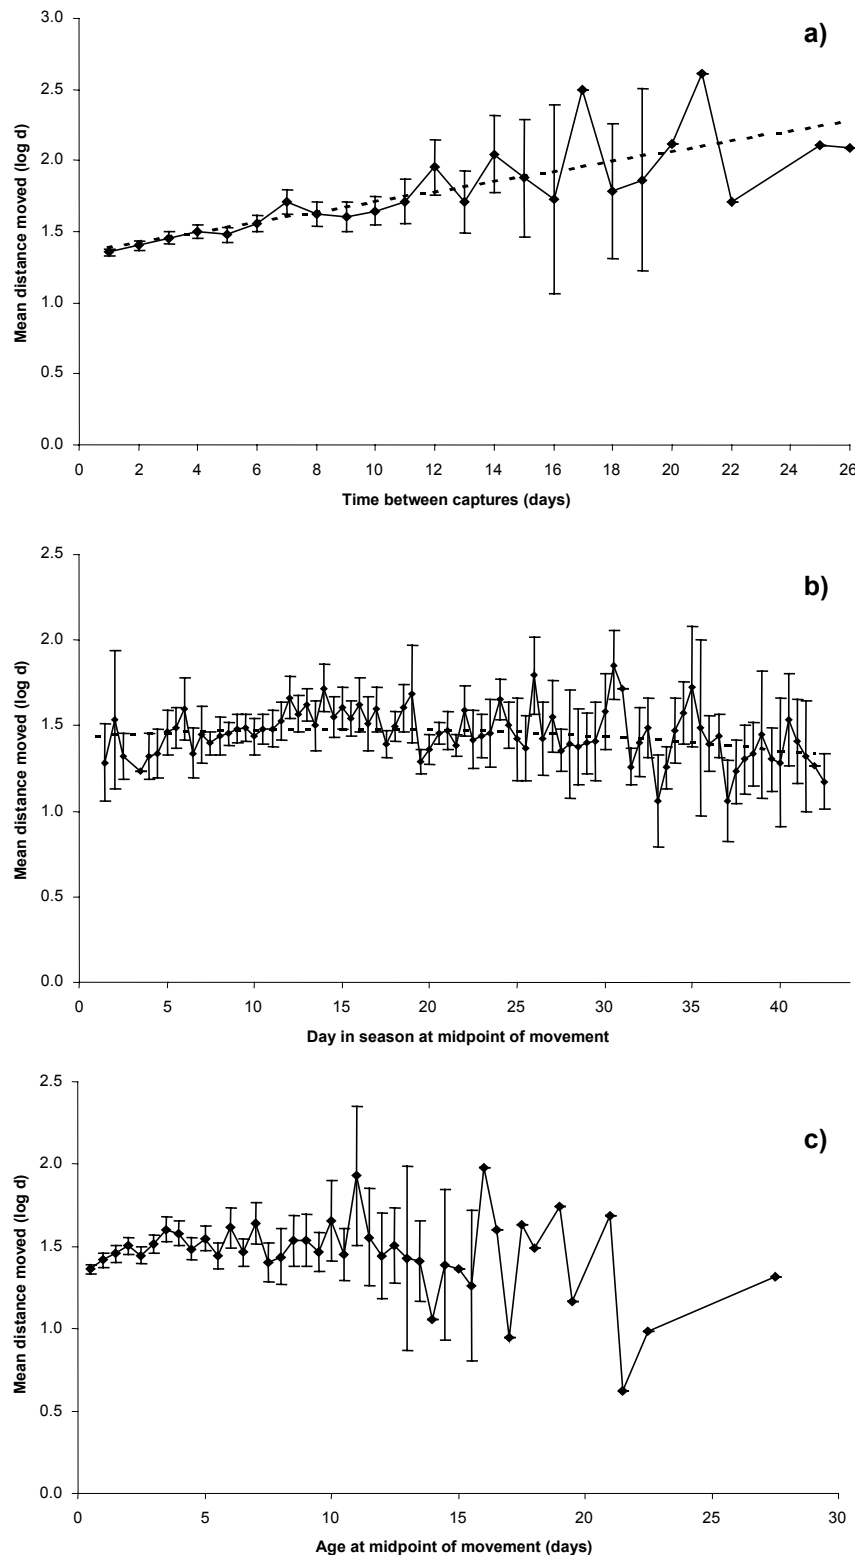 a)
3.0
2.5
2.0
1.5
1.0
0.5
0.0
Mean distance moved (log d)
0 2 4 6 8 10 12 14 16 18 20 22 24 26
Time between captures (days)
b)
2.5
2.0
1.5
1.0
0.5
0.0
Mean distance moved (log d)
0 5 10 15 20 25 30 35 40
Day in season at midpoint of movement
c)
2.5
2.0
1.5
1.0
0.5
0.0
Mean distance moved (log d)
0 5 10 15 20 25 30
Age at midpoint of movement (days)